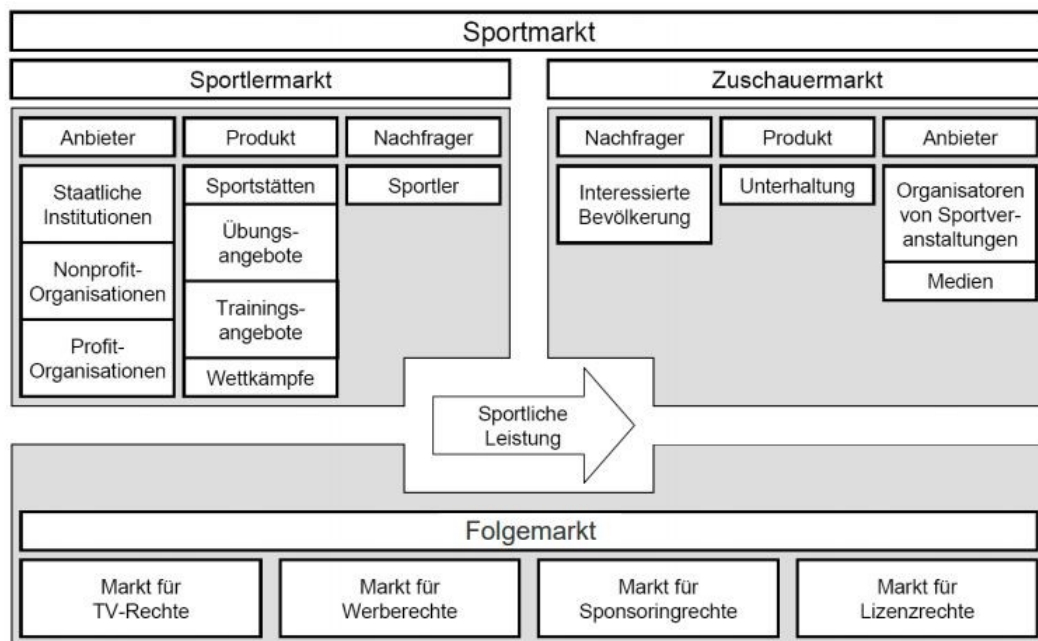 Sportmarkt
Sportlermarkt
Anbieter
Produkt
Nachfrager
Staatliche
Institutionen
Nonprofit-
Organisationen
Profit-
Organisationen
Sportstätten
Übungs-
angebote
Trainings-
angebote
Wettkämpfe
Sportler
Zuschauermarkt
Nachfrager
Produkt
Anbieter
Interessierte
Bevölkerung
Unterhaltung
Organisatoren
von Sportver-
anstaltungen
Medien
Sportliche
Leistung
Folgemarkt
Markt für
TV-Rechte
Markt für
Werberechte
Markt für
Sponsoringrechte
Markt für
Lizenzrechte